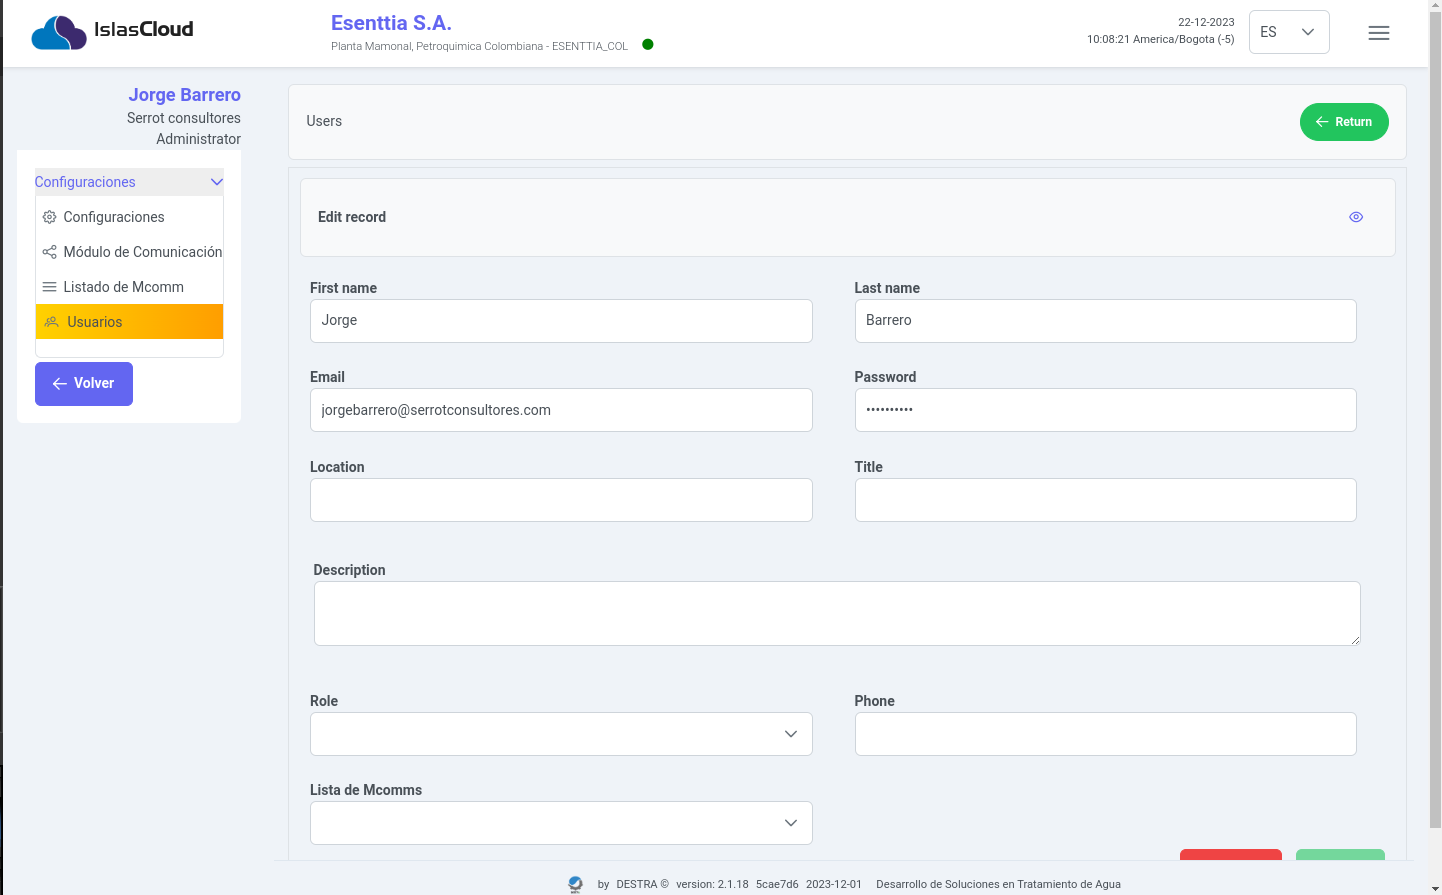 IslasCloud
Esenttia S.A.
Planta Mamonal, Petroquimica Colombiana - ESENTTIA_COL
22-12-2023
10:08:21 America/Bogota (-5)
ES
Jorge Barrero
Serrot consultores
Administrator
Configuraciones
Configuraciones
Módulo de Comunicación
Listado de Mcomm
Usuarios
Volver
Users
Return
Edit record
First name
Last name
Jorge
Barrero
Email
Password
jorgebarrero@serrotconsultores.com
••••••••••
Location
Title
Description
Role
Phone
Lista de Mcomms
by DESTRA © version: 2.1.18 5cae7d6 2023-12-01 Desarrollo de Soluciones en Tratamiento de Agua